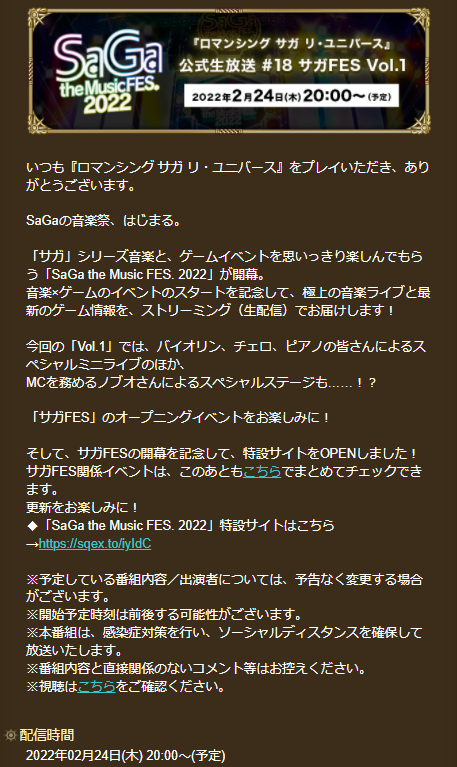 SaGa
the Music FES.
2022
『ロマンシング サガ リ・ユニバース』
公式生放送 #18 サガFES Vol.1
2022年2月24日(木)20:00～(予定)
いつも『ロマンシング サガ リ・ユニバース』をプレイいただき、あり
がとうございます。
SaGaの音楽祭、はじまる。
「サガ」シリーズ音楽と、ゲームイベントを思いっきり楽しんでもら
う「SaGa the Music FES. 2022」が開幕。
音楽×ゲームのイベントのスタートを記念して、極上の音楽ライブと最
新のゲーム情報を、ストリーミング（生配信）でお届けします！
今回の「Vol.1」では、バイオリン、チェロ、ピアノの皆さんによるス
ペシャルミニライブのほか、
MCを務めるノブオさんによるスペシャルステージも……！？
「サガFES」のオープニングイベントをお楽しみに！
そして、サガFESの開幕を記念して、特設サイトをOPENしました！
サガFES関係イベントは、このあともこちらでまとめてチェックでき
ます。
更新をお楽しみに！
◆「SaGa the Music FES. 2022」特設サイトはこちら
→https://sqex.to/iyIdC
※予定している番組内容／出演者については、予告なく変更する場合
がございます。
※開始予定時刻は前後する可能性がございます。
※本番組は、感染症対策を行い、ソーシャルディスタンスを確保して
放送いたします。
※番組内容と直接関係のないコメント等はお控えください。
※視聴はこちらをご確認ください。
配信時間
2022年02月24日(木) 20:00～(予定)